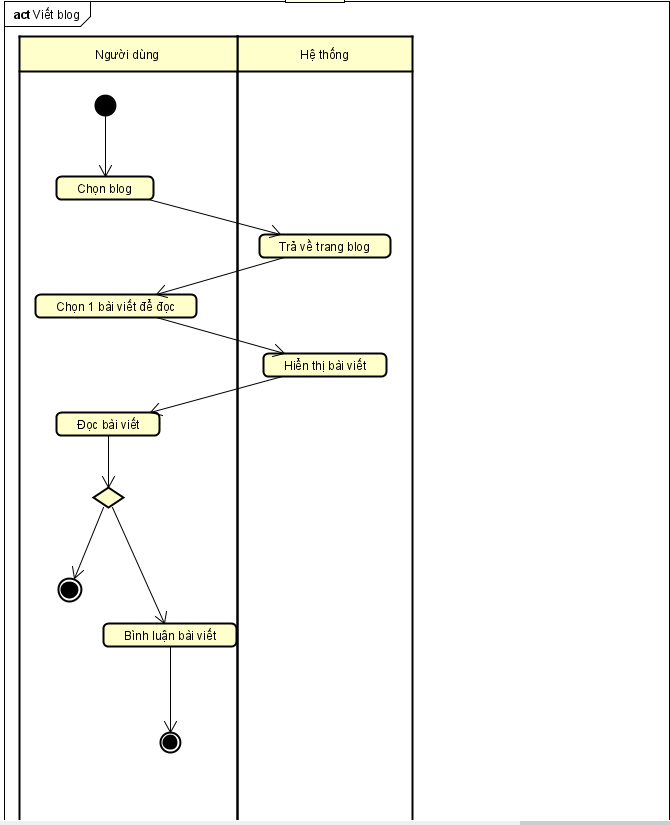 act Viết blog
Người dùng
Hệ thống
Chọn blog
Trả về trang blog
Chọn 1 bài viết để đọc
Hiển thị bài viết
Đọc bài viết
Bình luận bài viết